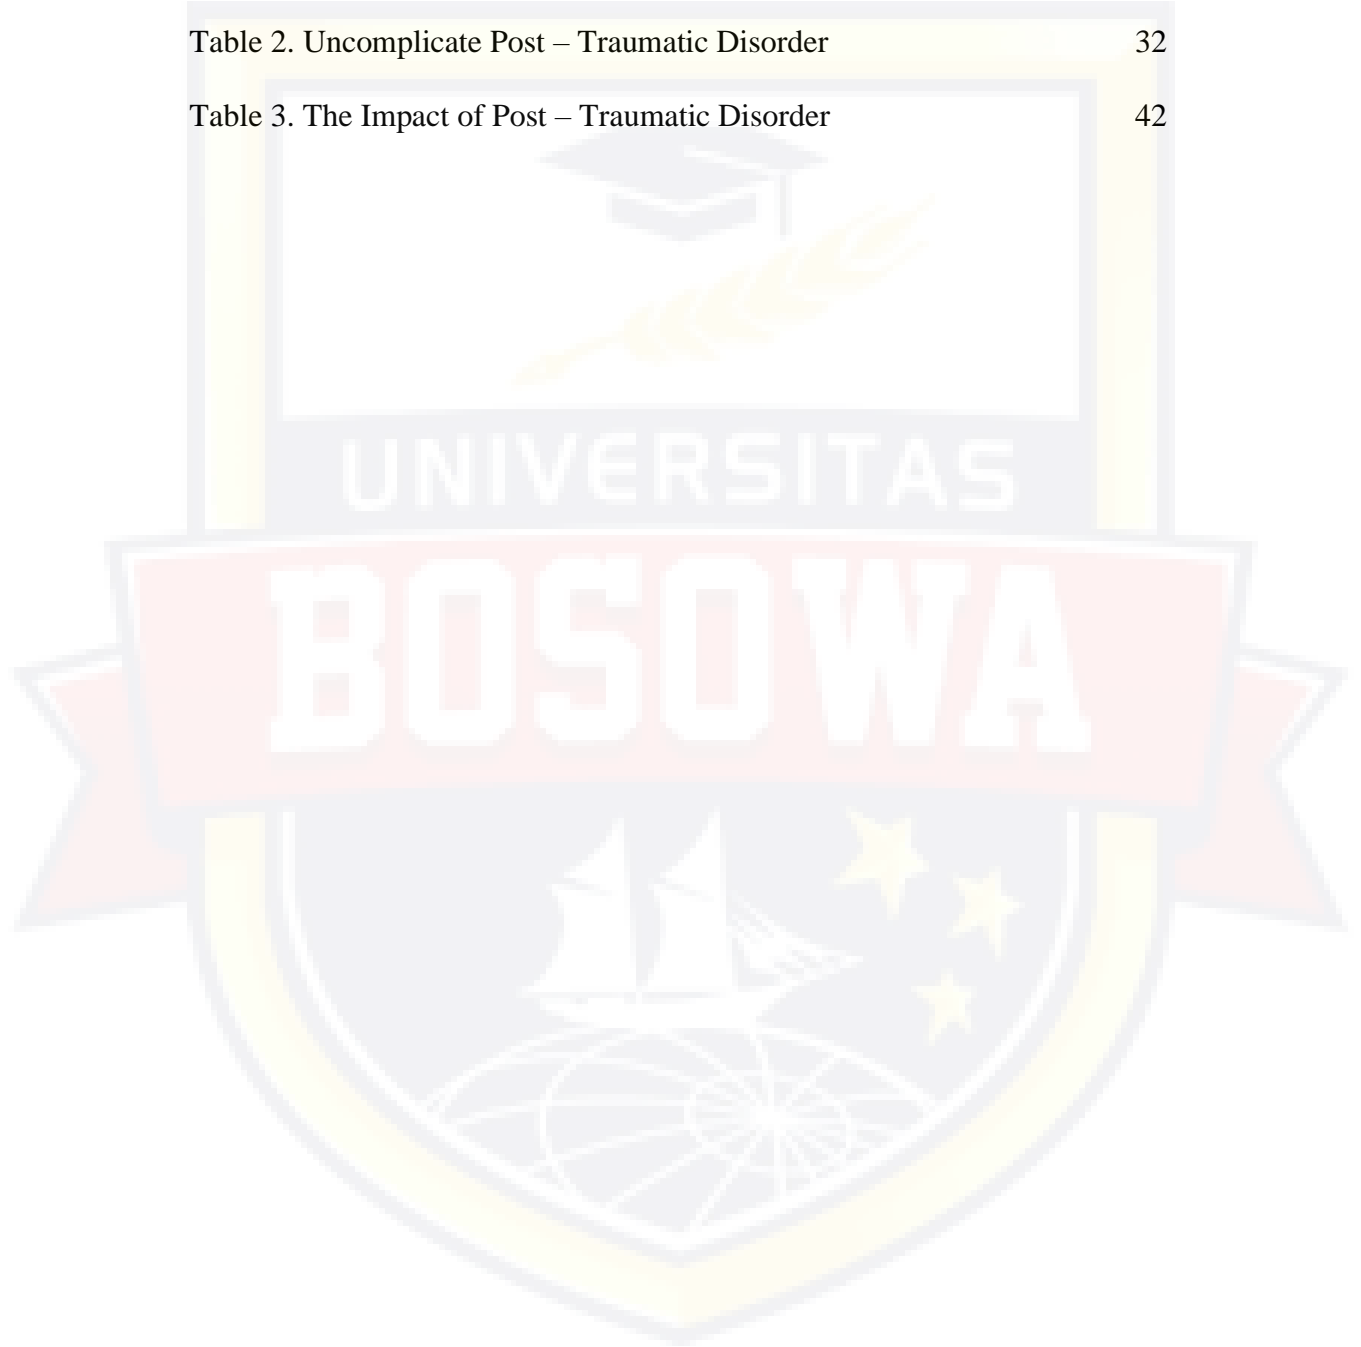 Table 2. Uncomplicate Post – Traumatic Disorder 32
Table 3. The Impact of Post – Traumatic Disorder 42
UNIVERSITAS
BOSOWA